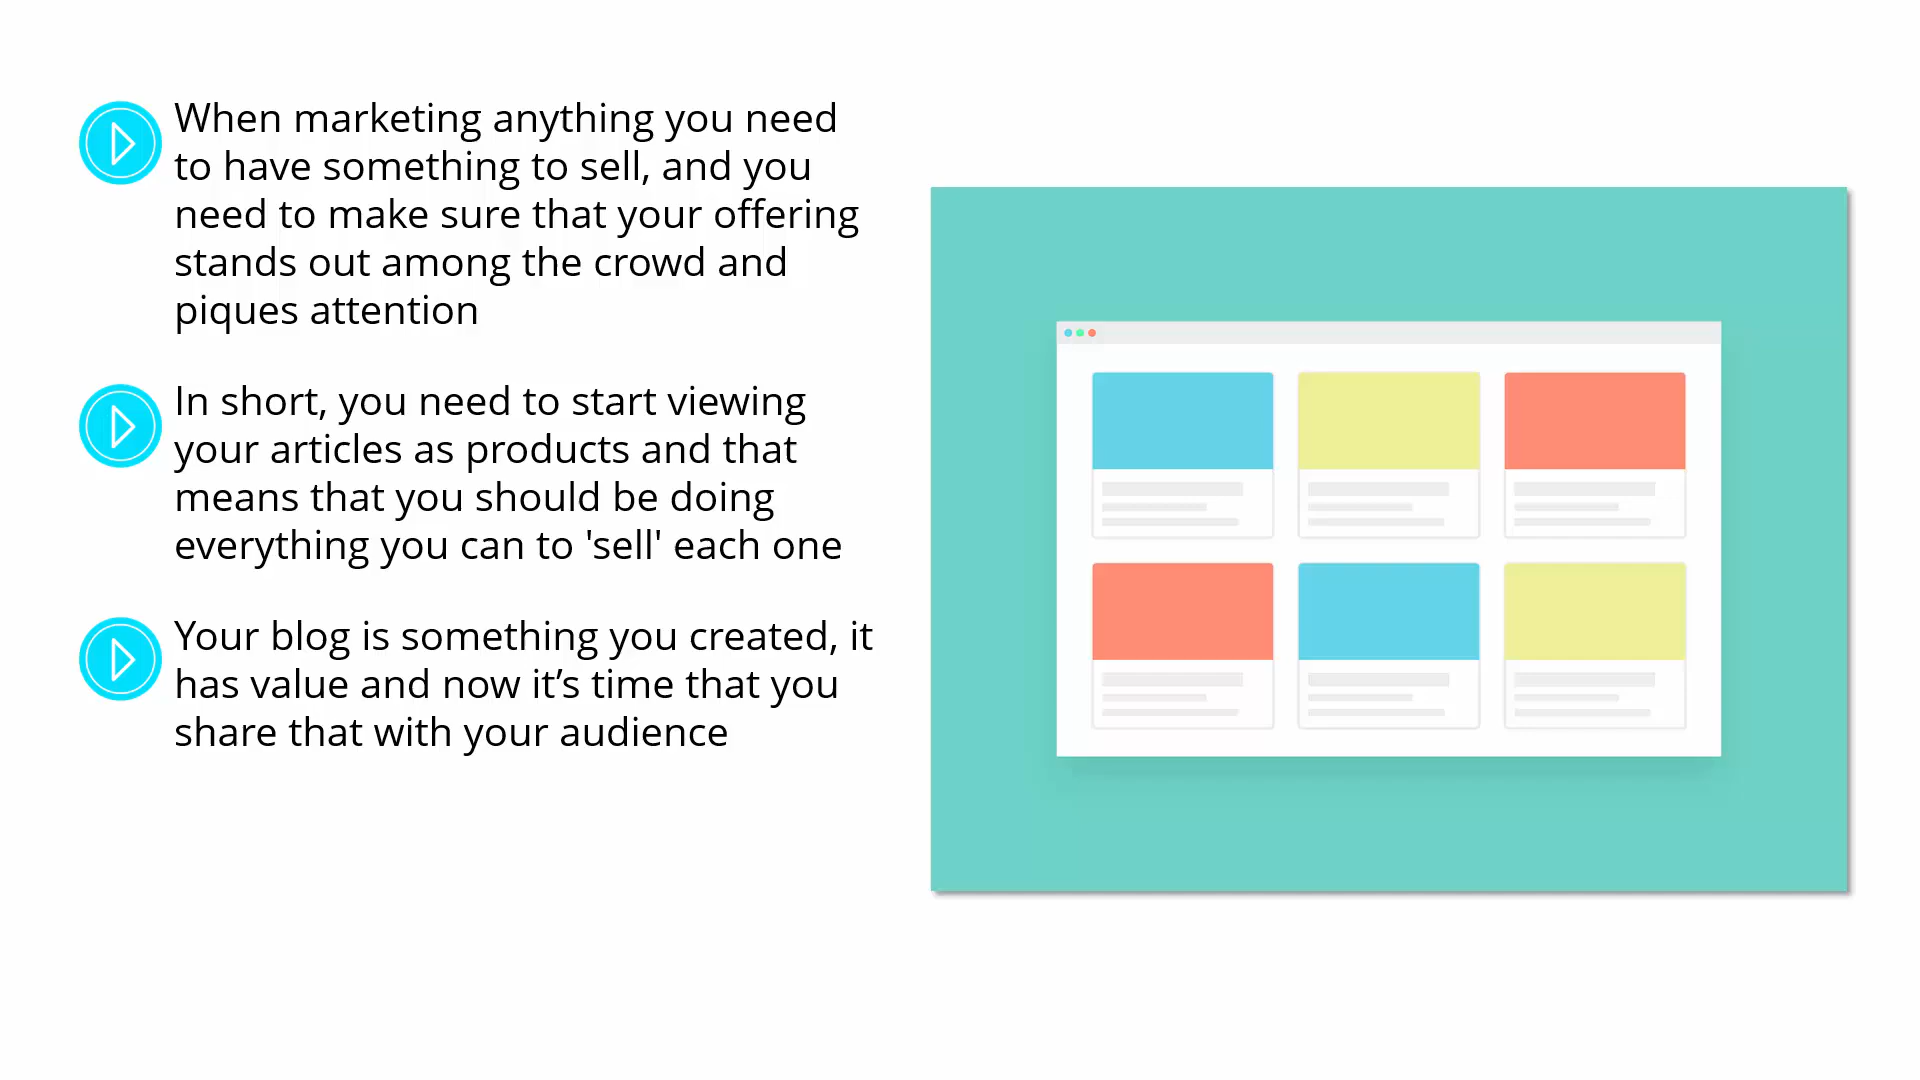 When marketing anything you need
to have something to sell, and you
need to make sure that your offering
stands out among the crowd and
piques attention
In short, you need to start viewing
your articles as products and that
means that you should be doing
everything you can to 'sell' each one
Your blog is something you created, it
has value and now it’s time that you
share that with your audience